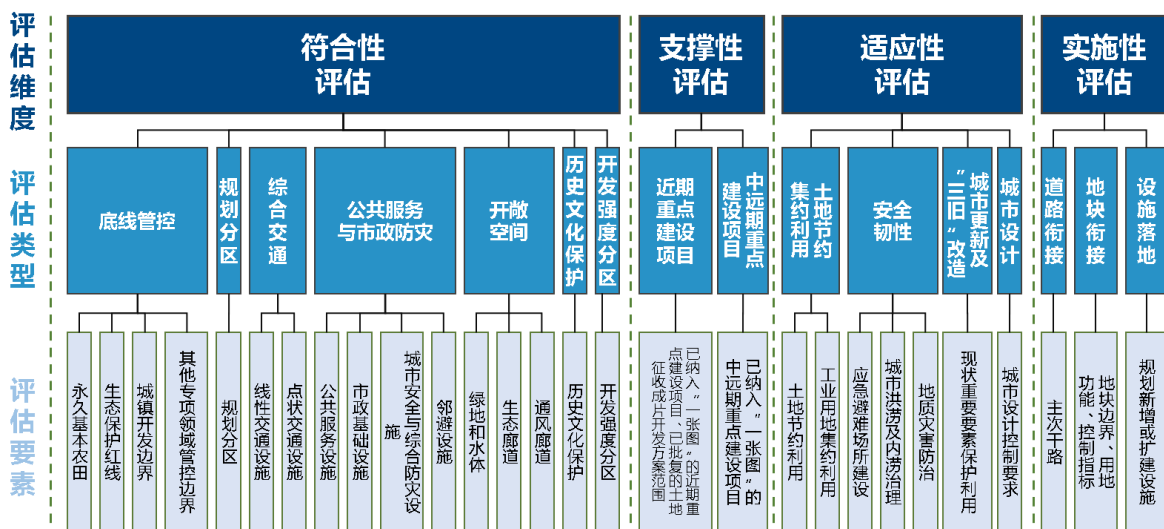 评估维度
符合性
评估
支撑性
评估
适应性
评估
实施性
评估
评估类型
底线管控
规划分区
综合交通
公共服务
与市政防灾
开敞
空间
历史文化保护
开发强度分区
近期
重点
建设
项目
中远期重点
建设项目
土地节约
集约利用
安全
韧性
城市更新及
“三旧”改造
城市设计
道路衔接
地块衔接
设施落地
评估要素
永久基本农田
生态保护红线
城镇开发边界
其他专项领域管控边界
规划分区
线性交通设施
点状交通设施
公共服务设施
市政基础设施
城市安全与综合防灾设
施
邻避设施
绿地和水体
生态廊道
通风廊道
历史文化保护
开发强度分区
已纳入“一张图”的近期重
点建设项目、已批复的土地
征收成片开发方案范围
已纳入“一张图”的
中远期重点建设项目
土地节约利用
工业用地集约利用
应急避难场所建设
城市洪涝及内涝治理
地质灾害防治
现状重要要素保护利用
城市设计控制要求
主次干路
地块边界、用地
功能、控制指标
规划新增或扩建设施